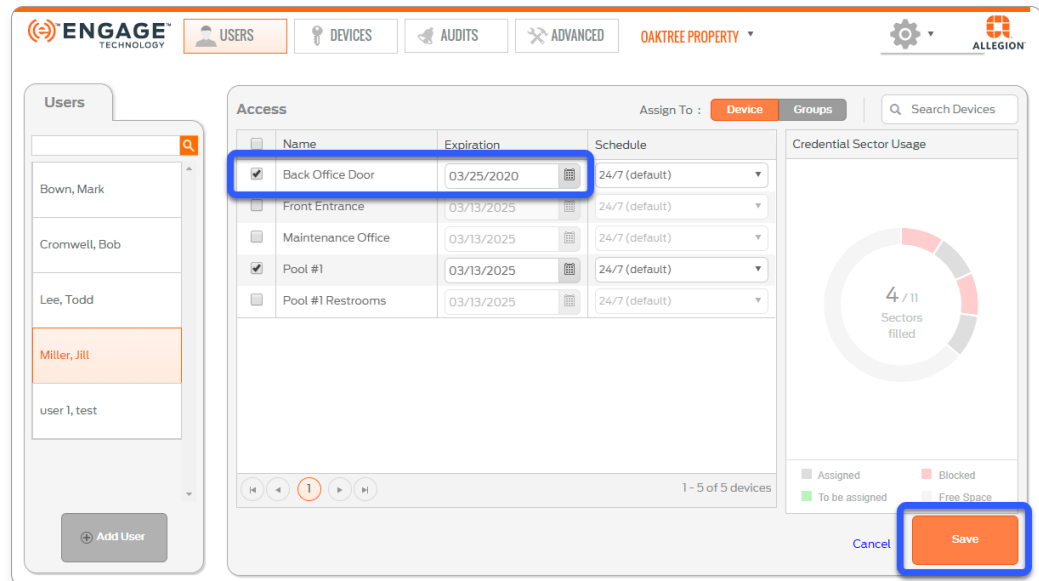 ENGAGE™
TECHNOLOGY
USERS
DEVICES
AUDITS
ADVANCED
OAKTREE PROPERTY
ALLEGION
Users
Access
Assign To :
Device
Groups
Search Devices
Name Expiration Schedule
Credential Sector Usage
Back Office Door 03/25/2020 24/7 (default)
Front Entrance 03/13/2025 24/7 (default)
Maintenance Office 03/13/2025 24/7 (default)
Pool #1 03/13/2025 24/7 (default)
Pool #1 Restrooms 03/13/2025 24/7 (default)
Bown, Mark
Cromwell, Bob
Lee, Todd
Miller, Jill
user 1, test
4 / 11
Sectors
filled
1
1 - 5 of 5 devices
Assigned
Blocked
To be assigned
Free Space
Add User
Cancel
Save